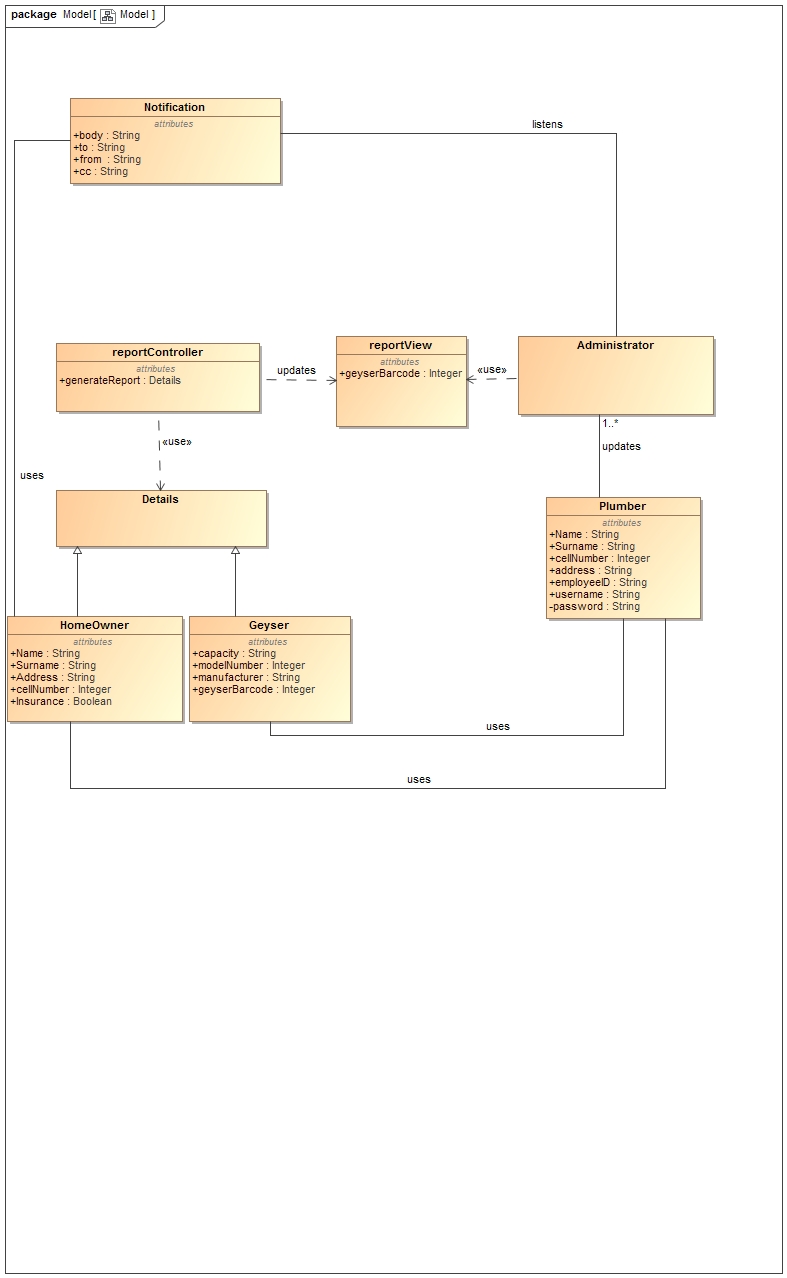 package Model [ Model ]
Notification
attributes
+body : String
+to : String
+from : String
+cc : String
listens
reportController
attributes
+generateReport : Details
updates
reportView
attributes
+geyserBarcode : Integer
«use»
Administrator
1..*
updates
«use»
uses
Details
Plumber
attributes
+Name : String
+Surname : String
+cellNumber : Integer
+address : String
+employeeID : String
+username : String
-password : String
HomeOwner
attributes
+Name : String
+Surname : String
+Address : String
+cellNumber : Integer
+Insurance : Boolean
Geyser
attributes
+capacity : String
+modelNumber : Integer
+manufacturer : String
+geyserBarcode : Integer
uses
uses